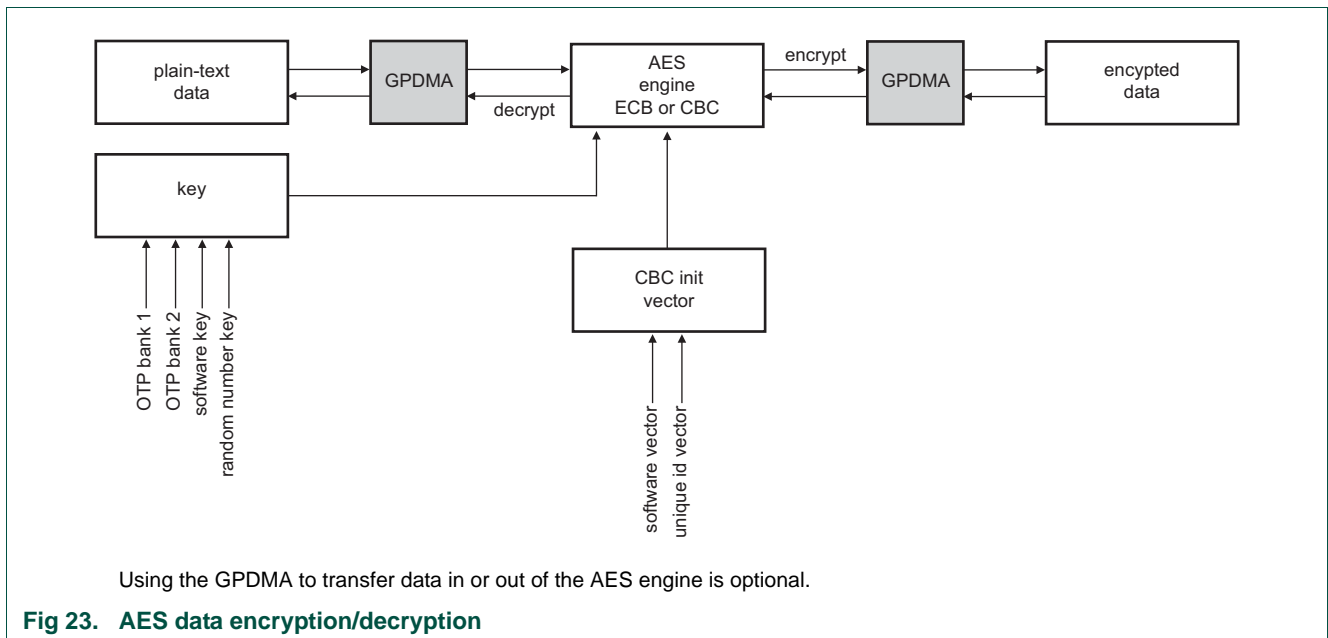 plain-text
data
GPDMA
AES
engine
ECB or CBC
encrypt
decrypt
GPDMA
encypted
data
key
OTP bank 1
OTP bank 2
software key
random number key
CBC init
vector
software vector
unique id vector
Using the GPDMA to transfer data in or out of the AES engine is optional.
Fig 23. AES data encryption/decryption